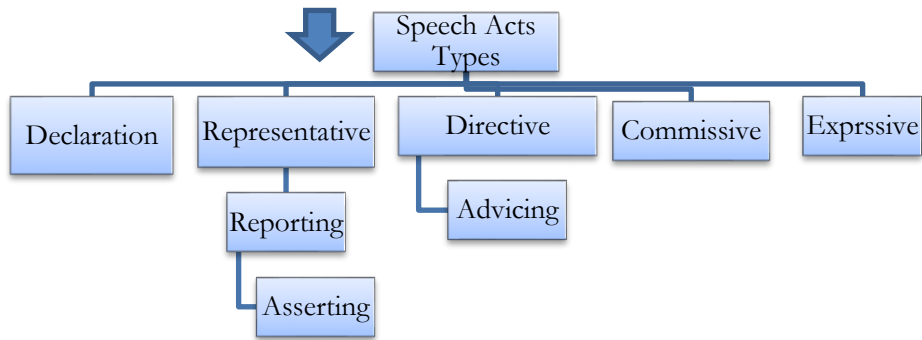 Speech Acts
Types
Declaration
Representative
Directive
Commissive
Exprssive
Reporting
Advicing
Asserting